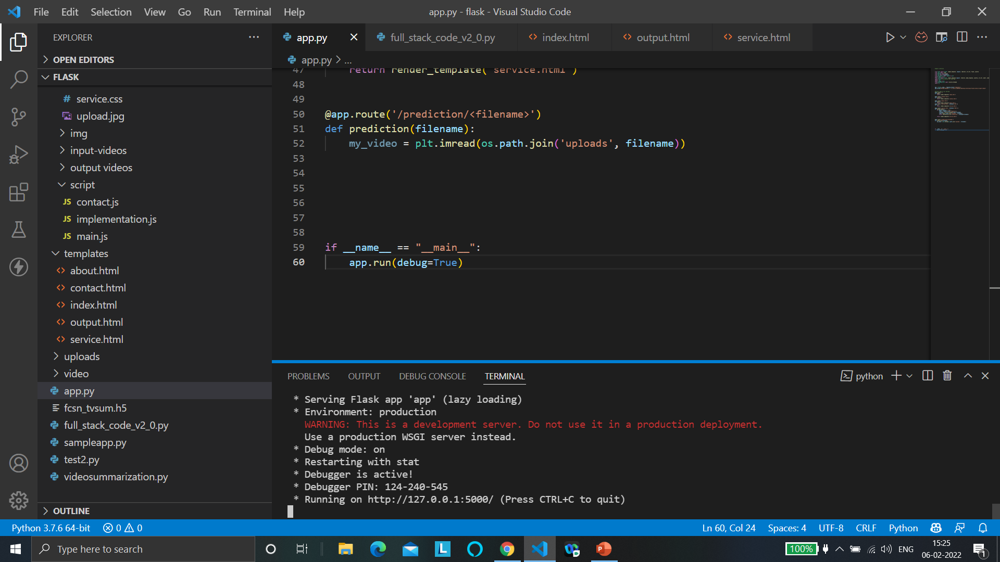 File Edit Selection View Go Run Terminal Help
app.py - flask - Visual Studio Code
EXPLORER
OPEN EDITORS
FLASK
# service.css
upload.jpg
img
input-videos
output videos
script
JS contact.js
JS implementation.js
JS main.js
templates
<> about.html
<> contact.html
<> index.html
<> output.html
<> service.html
uploads
video
app.py
fcsn_tvsum.h5
full_stack_code_v2_0.py
sampleapp.py
test2.py
videosummarization.py
OUTLINE
app.py full_stack_code_v2_0.py <> index.html <> output.html <> service.html
app.py > ...
47 return render_template('service.html')
48
49
50 @app.route('/prediction/<filename>')
51 def prediction(filename):
52 my_video = plt.imread(os.path.join('uploads', filename))
53
54
55
56
57
58
59 if __name__ == "__main__":
60 app.run(debug=True)
PROBLEMS OUTPUT DEBUG CONSOLE TERMINAL
python
* Serving Flask app 'app' (lazy loading)
* Environment: production
WARNING: This is a development server. Do not use it in a production deployment.
Use a production WSGI server instead.
* Debug mode: on
* Restarting with stat
* Debugger is active!
* Debugger PIN: 124-240-545
* Running on http://127.0.0.1:5000/ (Press CTRL+C to quit)
Python 3.7.6 64-bit 0 0
Ln 60, Col 24 Spaces: 4 UTF-8 CRLF Python
Type here to search
100% ENG
15:25
06-02-2022
1